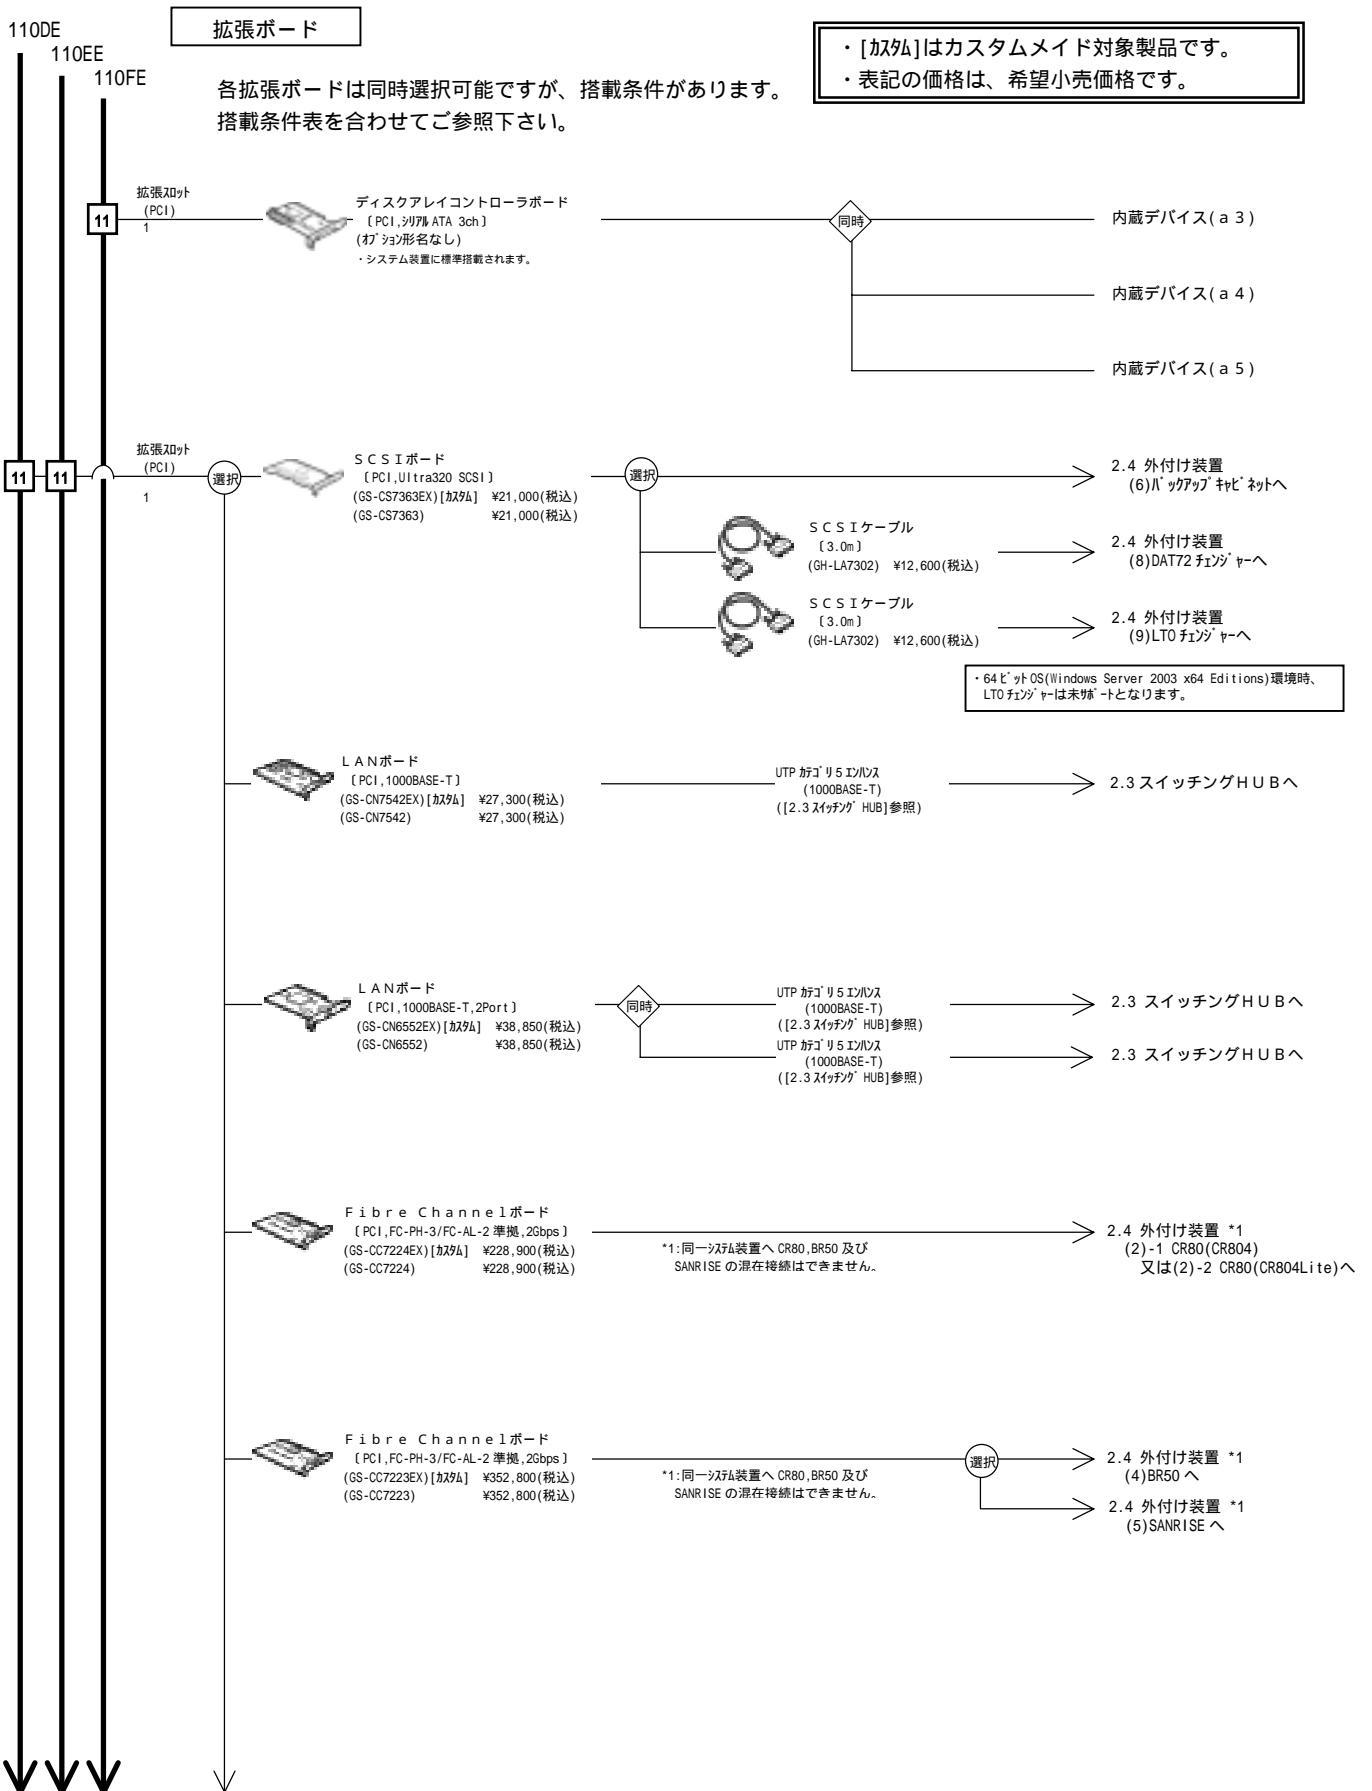 110DE
110EE
110FE
拡張ボード
各拡張ボードは同時選択可能ですが、搭載条件があります。
搭載条件表を合わせてご参照下さい。
・[ｶｽﾀﾑ]はカスタムメイド対象製品です。
・表記の価格は、希望小売価格です。
11
拡張ｽﾛｯﾄ
(PCI)
1
ディスクアレイコントローラボード
〔PCI,ｼﾘｱﾙ ATA 3ch〕
(ｵﾌﾟｼｮﾝ形名なし)
・システム装置に標準搭載されます。
同時
内蔵デバイス(ａ3)
内蔵デバイス(ａ4)
内蔵デバイス(ａ5)
11
11
拡張ｽﾛｯﾄ
(PCI)
1
選択
ＳＣＳＩボード
〔PCI,Ultra320 SCSI〕
(GS-CS7363EX)[ｶｽﾀﾑ] ¥21,000(税込)
(GS-CS7363) ¥21,000(税込)
選択
2.4 外付け装置
(6)ﾊﾞｯｸｱｯﾌﾟｷｬﾋﾞﾈｯﾄへ
ＳＣＳＩケーブル
〔3.0m〕
(GH-LA7302) ¥12,600(税込)
2.4 外付け装置
(8)DAT72 ﾁｪﾝｼﾞｬｰへ
ＳＣＳＩケーブル
〔3.0m〕
(GH-LA7302) ¥12,600(税込)
2.4 外付け装置
(9)LTO ﾁｪﾝｼﾞｬｰへ
・64 ﾋﾞｯﾄ OS(Windows Server 2003 x64 Editions)環境時、
LTO ﾁｪﾝｼﾞｬｰは未ｻﾎﾟｰﾄとなります。
ＬＡＮボード
〔PCI,1000BASE-T〕
(GS-CN7542EX)[ｶｽﾀﾑ] ¥27,300(税込)
(GS-CN7542) ¥27,300(税込)
UTP ｶﾃｺﾞﾘ 5 ｴﾝﾊﾝｽ
(1000BASE-T)
([2.3 ｽｲｯﾁﾝｸﾞ HUB]参照)
2.3 スイッチングＨＵＢへ
ＬＡＮボード
〔PCI,1000BASE-T,2Port〕
(GS-CN6552EX)[ｶｽﾀﾑ] ¥38,850(税込)
(GS-CN6552) ¥38,850(税込)
同時
UTP ｶﾃｺﾞﾘ 5 ｴﾝﾊﾝｽ
(1000BASE-T)
([2.3 ｽｲｯﾁﾝｸﾞ HUB]参照)
2.3 スイッチングＨＵＢへ
UTP ｶﾃｺﾞﾘ 5 ｴﾝﾊﾝｽ
(1000BASE-T)
([2.3 ｽｲｯﾁﾝｸﾞ HUB]参照)
2.3 スイッチングＨＵＢへ
Ｆｉｂｒｅ Ｃｈａｎｎｅｌボード
〔PCI,FC-PH-3/FC-AL-2 準拠,2Gbps〕
(GS-CC7224EX)[ｶｽﾀﾑ] ¥228,900(税込)
(GS-CC7224) ¥228,900(税込)
*1:同一ｼｽﾃﾑ装置へ CR80,BR50 及び
SANRISE の混在接続はできません。
2.4 外付け装置 *1
(2)-1 CR80(CR804)
又は(2)-2 CR80(CR804Lite)へ
Ｆｉｂｒｅ Ｃｈａｎｎｅｌボード
〔PCI,FC-PH-3/FC-AL-2 準拠,2Gbps〕
(GS-CC7223EX)[ｶｽﾀﾑ] ¥352,800(税込)
(GS-CC7223) ¥352,800(税込)
*1:同一ｼｽﾃﾑ装置へ CR80,BR50 及び
SANRISE の混在接続はできません。
選択
2.4 外付け装置 *1
(4)BR50 へ
2.4 外付け装置 *1
(5)SANRISE へ